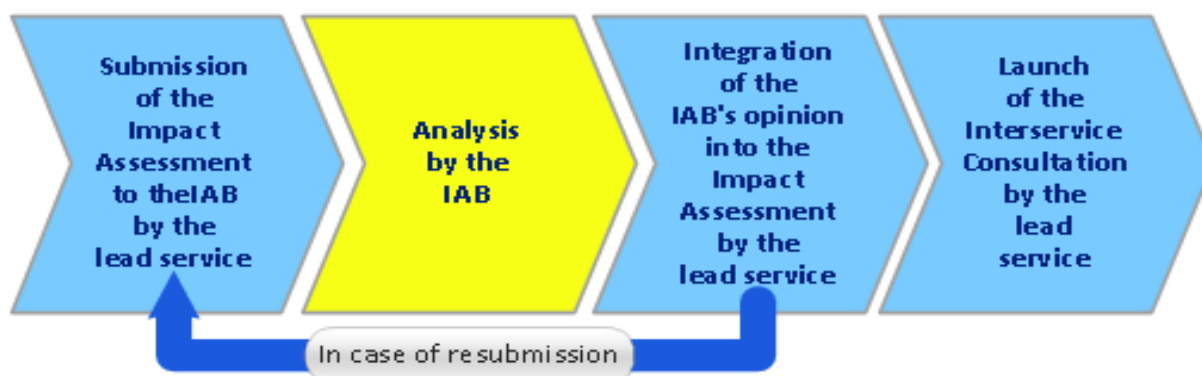 Submission
of the
Impact
Assessment
to theIAB
by the
lead service
Analysis
by the
IAB
Integration
of the
IAB's opinion
into the
Impact
Assessment
by the
lead service
Launch
of the
Interservice
Consultation
by the
lead
service
In case of resubmission